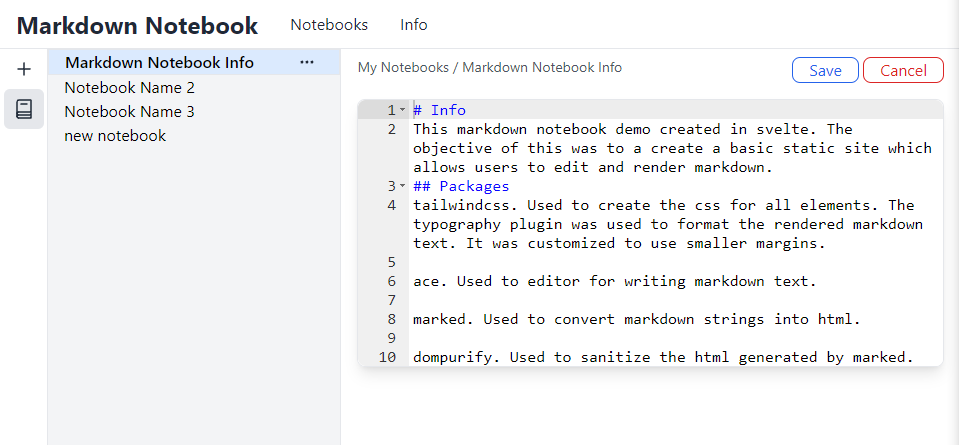 Markdown Notebook Notebooks Info
Markdown Notebook Info ···
Notebook Name 2
Notebook Name 3
new notebook
My Notebooks / Markdown Notebook Info Save Cancel
1 # Info
2 This markdown notebook demo created in svelte. The
objective of this was to a create a basic static site which
allows users to edit and render markdown.
3 ## Packages
4 tailwindcss. Used to create the css for all elements. The
typography plugin was used to format the rendered markdown
text. It was customized to use smaller margins.
5
6 ace. Used to editor for writing markdown text.
7
8 marked. Used to convert markdown strings into html.
9
10 dompurify. Used to sanitize the html generated by marked.